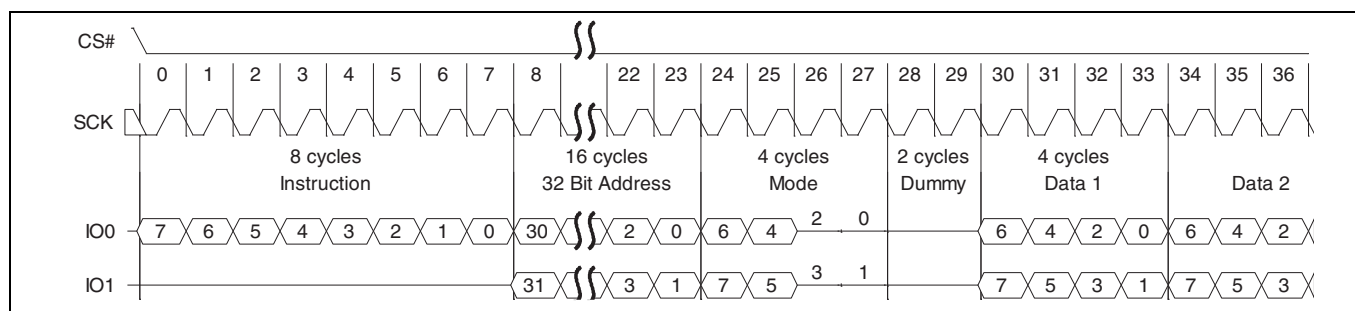 CS#
0 1 2 3 4 5 6 7 8 22 23 24 25 26 27 28 29 30 31 32 33 34 35 36
SCK
8 cycles 16 cycles 4 cycles 2 cycles 4 cycles
Instruction 32 Bit Address Mode Dummy Data 1 Data 2
IO0 7 6 5 4 3 2 1 0 30 2 0 6 4 2 0 6 4 2 0 6 4 2
IO1 31 3 1 7 5 3 1 7 5 3 1 7 5 3